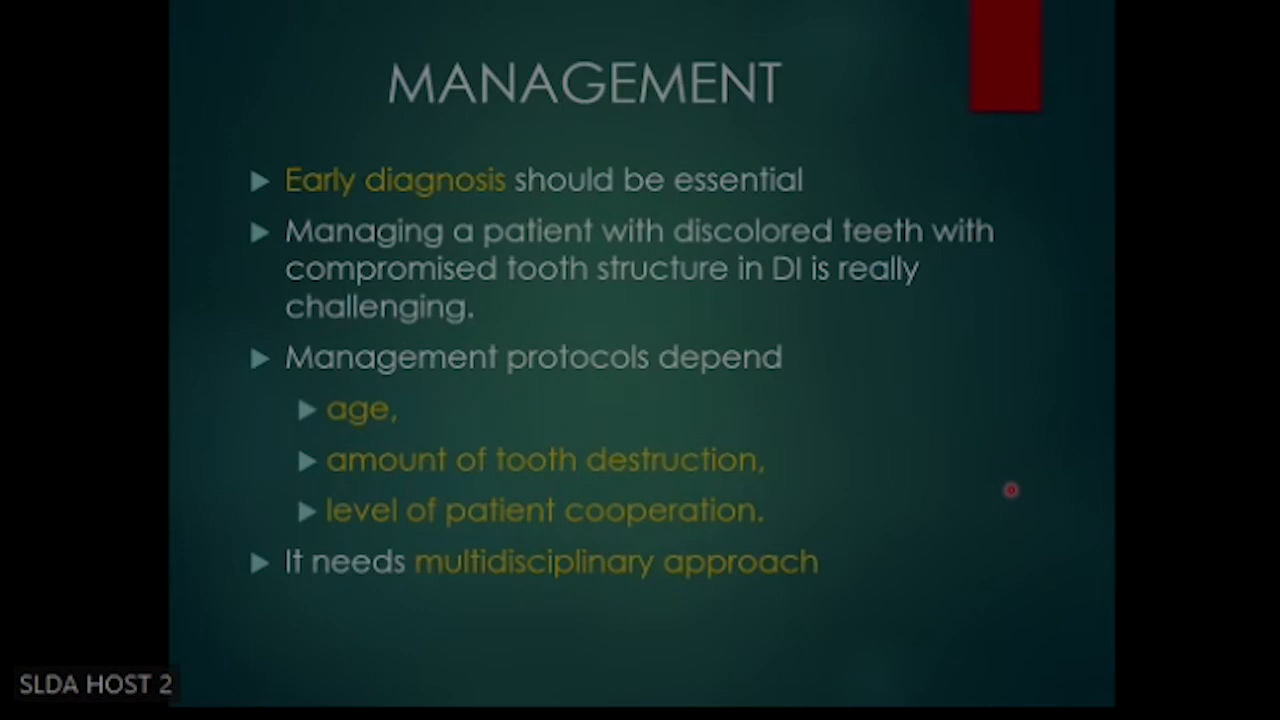 MANAGEMENT
Early diagnosis should be essential
Managing a patient with discolored teeth with
compromised tooth structure in DI is really
challenging.
Management protocols depend
age,
amount of tooth destruction,
level of patient cooperation.
It needs multidisciplinary approach
SLDA HOST 2